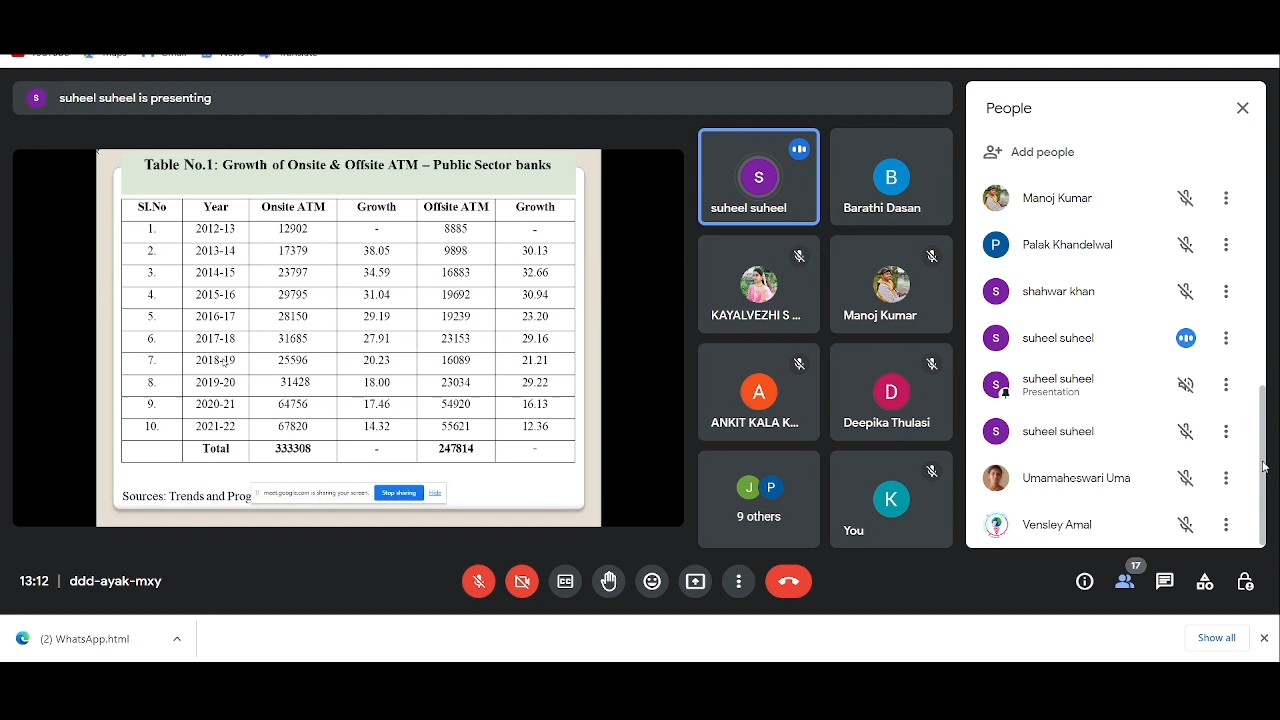 suheel suheel is presenting
Table No.1: Growth of Onsite & Offsite ATM – Public Sector banks
Sl.No Year Onsite ATM Growth Offsite ATM Growth
1. 2012-13 12902 - 8885 -
2. 2013-14 17379 38.05 9898 30.13
3. 2014-15 23797 34.59 16883 32.66
4. 2015-16 29795 31.04 19692 30.94
5. 2016-17 28150 29.19 19239 23.20
6. 2017-18 31685 27.91 23153 29.16
7. 2018-19 25596 20.23 16089 21.21
8. 2019-20 31428 18.00 23034 29.22
9. 2020-21 64756 17.46 54920 16.13
10. 2021-22 67820 14.32 55621 12.36
Total 333308 - 247814 -
Sources: Trends and Prog
meet.google.com is sharing your screen. Stop sharing Hide
S
suheel suheel
B
Barathi Dasan
KAYALVEZHI S ...
Manoj Kumar
A
ANKIT KALA K...
D
Deepika Thulasi
J P
9 others
K
You
People
Add people
Manoj Kumar
P Palak Khandelwal
S shahwar khan
S suheel suheel
S suheel suheel
Presentation
S suheel suheel
Umamaheswari Uma
Vensley Amal
13:12 | ddd-ayak-mxy
17
(2) WhatsApp.html
Show all